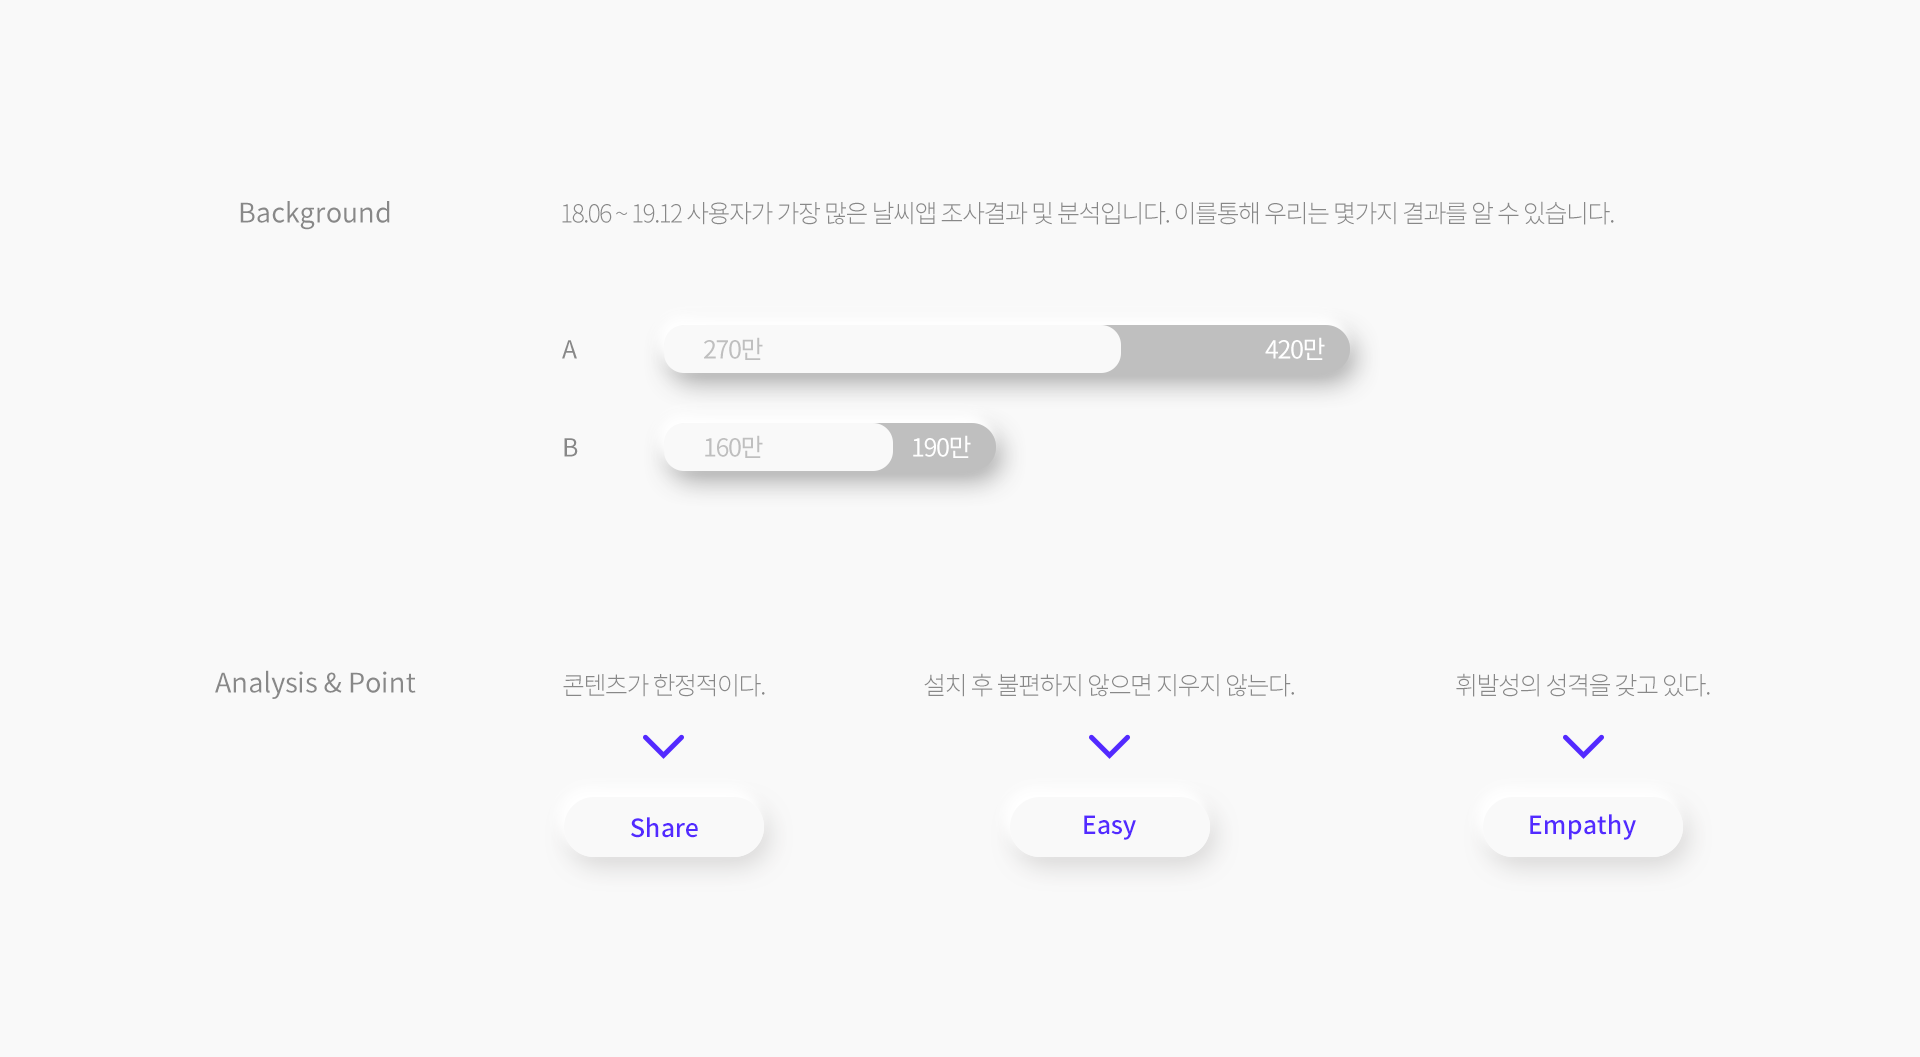 Background
18.06 ~ 19.12 사용자가 가장 많은 날씨앱 조사결과 및 분석입니다. 이를통해 우리는 몇가지 결과를 알 수 있습니다.
A
270만
420만
B
160만
190만
Analysis & Point
콘텐츠가 한정적이다.
설치 후 불편하지 않으면 지우지 않는다.
휘발성의 성격을 갖고 있다.
Share
Easy
Empathy